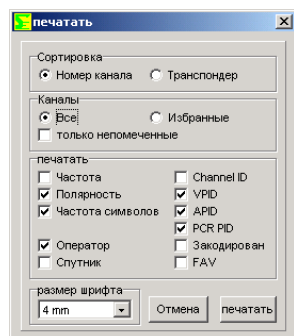 печатать
Сортировка
Номер канала Транспондер
Каналы
Все Избранные
только непомеченные
печатать
Частота Channel ID
Полярность VPID
Частота символов APID
PCR PID
Оператор Закодирован
Спутник FAV
размер шрифта
4 mm Отмена печатать